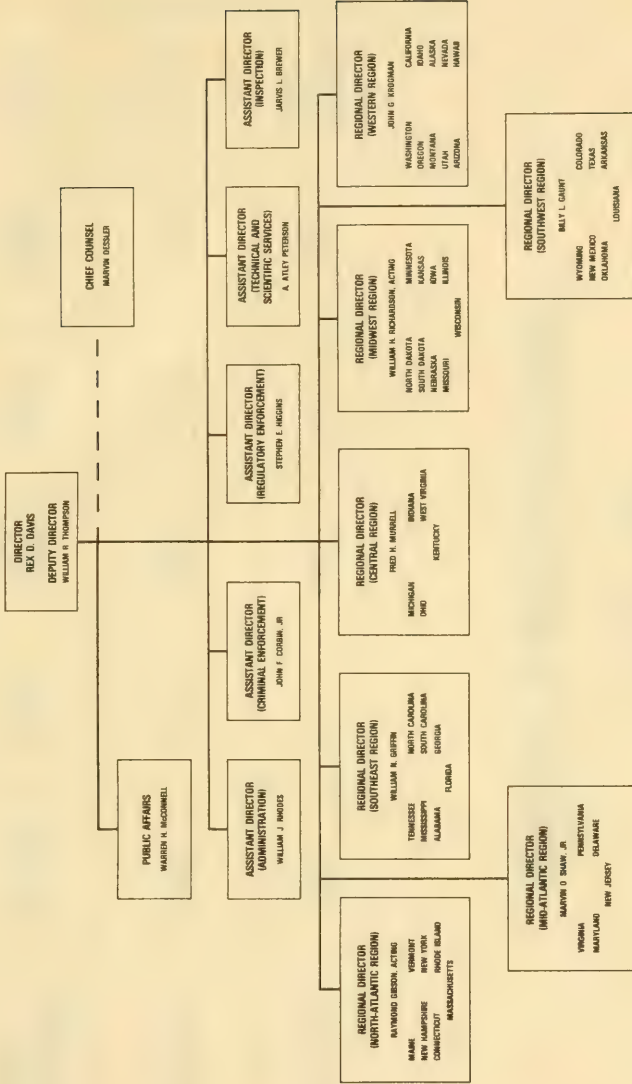 DIRECTOR
REX D. DAVIS
DEPUTY DIRECTOR
WILLIAM R THOMPSON
PUBLIC AFFAIRS
WARREN H. McCONNELL
CHIEF COUNSEL
MARVIN DESSLER
ASSISTANT DIRECTOR
(ADMINISTRATION)
WILLIAM J RHODES
ASSISTANT DIRECTOR
(CRIMINAL ENFORCEMENT)
JOHN F CORBIN, JR
ASSISTANT DIRECTOR
(REGULATORY ENFORCEMENT)
STEPHEN E. HIGGINS
ASSISTANT DIRECTOR
(TECHNICAL AND
SCIENTIFIC SERVICES)
A. ATLEY PETERSON
ASSISTANT DIRECTOR
(INSPECTION)
JARVIS L. BREWER
REGIONAL DIRECTOR
(NORTH-ATLANTIC REGION)
RAYMOND GIBSON, ACTING
MAINE VERMONT
NEW HAMPSHIRE NEW YORK
CONNECTICUT RHODE ISLAND
MASSACHUSETTS
REGIONAL DIRECTOR
(SOUTHEAST REGION)
WILLIAM N. GRIFFIN
TENNESSEE NORTH CAROLINA
MISSISSIPPI SOUTH CAROLINA
ALABAMA GEORGIA
FLORIDA
REGIONAL DIRECTOR
(CENTRAL REGION)
FRED H. MURRELL
MICHIGAN INDIANA
OHIO WEST VIRGINIA
KENTUCKY
REGIONAL DIRECTOR
(MIDWEST REGION)
WILLIAM H. RICHARDSON, ACTING
NORTH DAKOTA MINNESOTA
SOUTH DAKOTA KANSAS
NEBRASKA IOWA
MISSOURI ILLINOIS
WISCONSIN
REGIONAL DIRECTOR
(WESTERN REGION)
JOHN G. KROGMAN
WASHINGTON CALIFORNIA
OREGON IDAHO
MONTANA ALASKA
UTAH NEVADA
ARIZONA HAWAII
REGIONAL DIRECTOR
(MID-ATLANTIC REGION)
MARVIN O SHAW, JR
VIRGINIA PENNSYLVANIA
MARYLAND DELAWARE
NEW JERSEY
REGIONAL DIRECTOR
(SOUTHWEST REGION)
BILLY L. GAUNT
WYOMING COLORADO
NEW MEXICO TEXAS
OKLAHOMA ARKANSAS
LOUISIANA